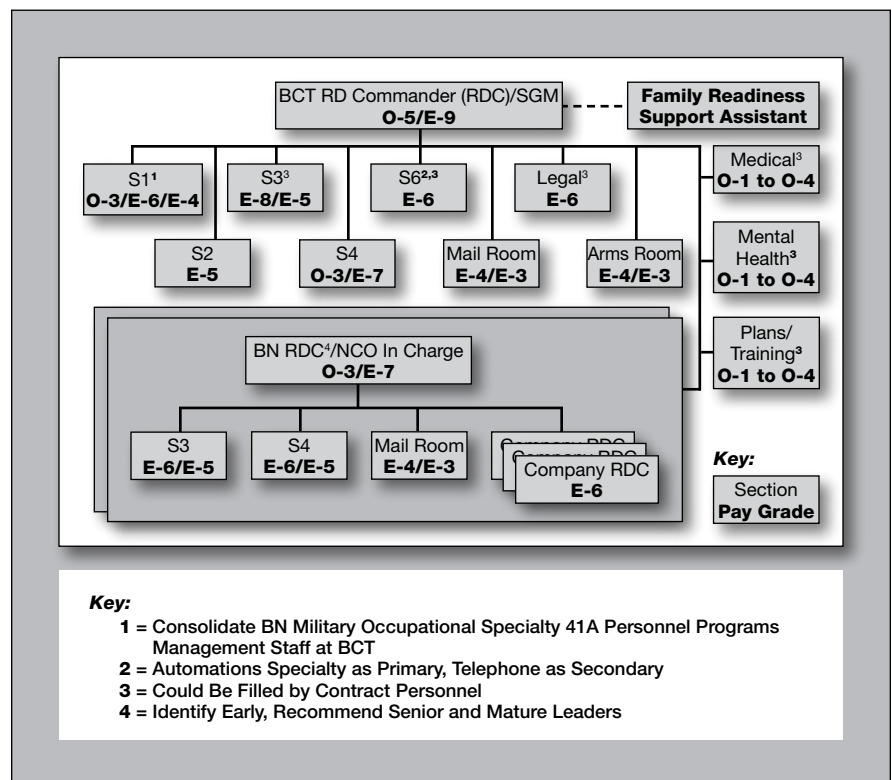 BCT RD Commander (RDC)/SGM
O-5/E-9
Family Readiness
Support Assistant
S1¹
O-3/E-6/E-4
S3³
E-8/E-5
S6²,³
E-6
Legal³
E-6
Medical³
O-1 to O-4
S2
E-5
S4
O-3/E-7
Mail Room
E-4/E-3
Arms Room
E-4/E-3
Mental
Health³
O-1 to O-4
Plans/
Training³
O-1 to O-4
BN RDC⁴/NCO In Charge
O-3/E-7
S3
E-6/E-5
S4
E-6/E-5
Mail Room
E-4/E-3
Company RDC
Company RDC
Company RDC
E-6
Key:
Section
Pay Grade
Key:
1 = Consolidate BN Military Occupational Specialty 41A Personnel Programs
Management Staff at BCT
2 = Automations Specialty as Primary, Telephone as Secondary
3 = Could Be Filled by Contract Personnel
4 = Identify Early, Recommend Senior and Mature Leaders